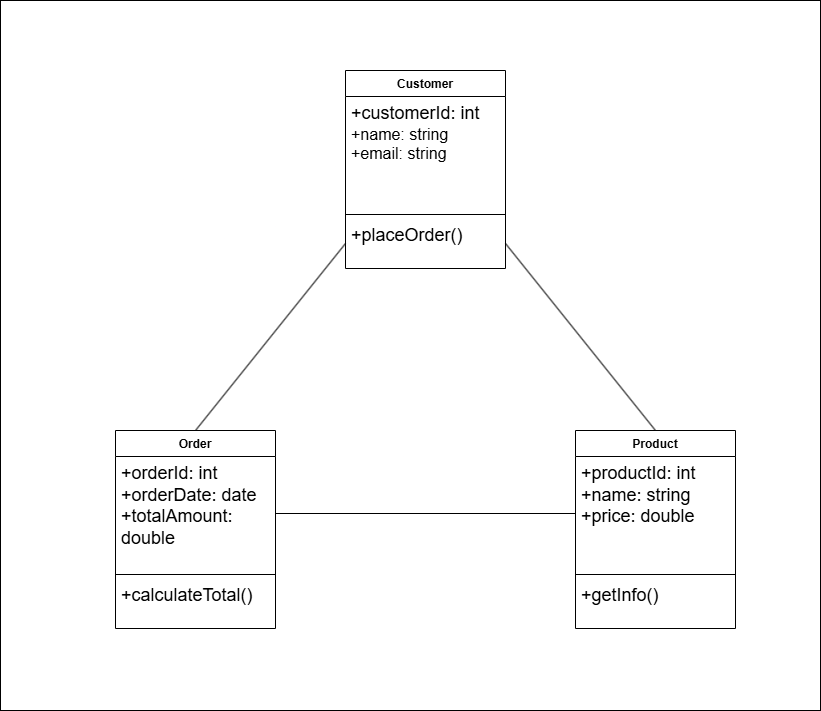 Customer
+customerId: int
+name: string
+email: string
+placeOrder()
Order
+orderId: int
+orderDate: date
+totalAmount:
double
+calculateTotal()
Product
+productId: int
+name: string
+price: double
+getInfo()